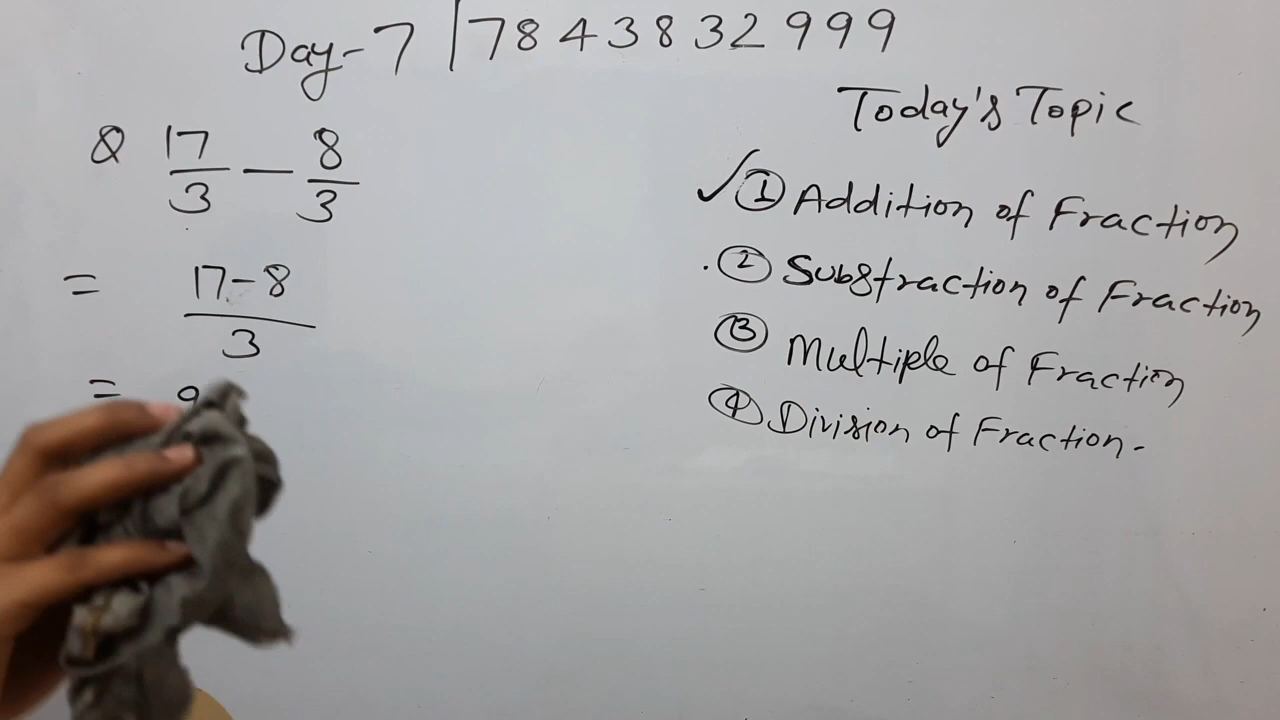 Day-7 | 7843832999
Today's Topic
Q 17/3 - 8/3
= 17-8/3
= 9
✓① Addition of Fraction
② Substraction of Fraction
③ Multiple of Fraction
④ Division of Fraction-